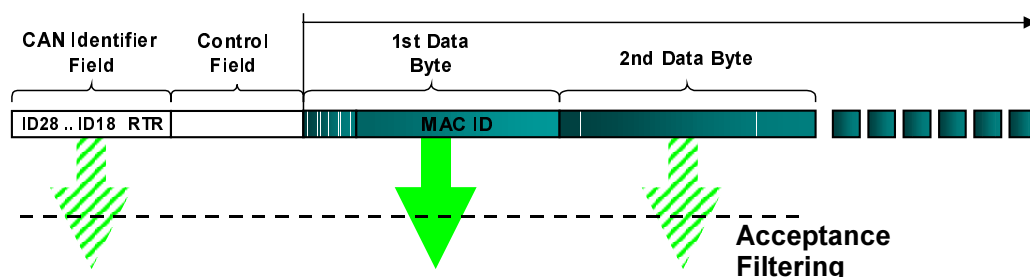 CAN Identifier
Field
Control
Field
1st Data
Byte
2nd Data Byte
ID28 .. ID18 RTR
MAC ID
Acceptance
Filtering